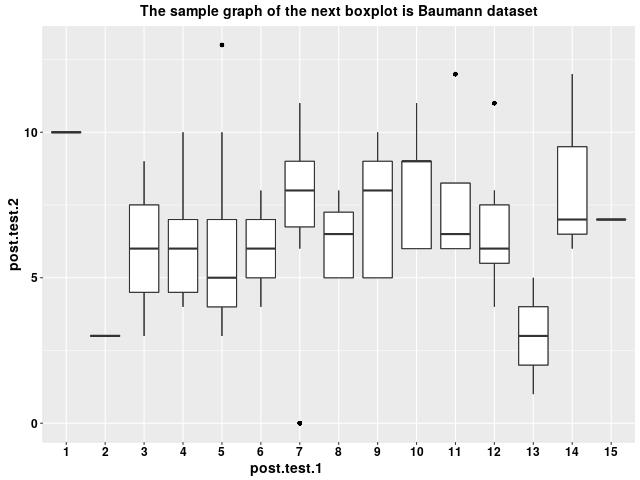 The sample graph of the next boxplot is Baumann dataset
10
5
0
post.test.2
1 2 3 4 5 6 7 8 9 10 11 12 13 14 15
post.test.1